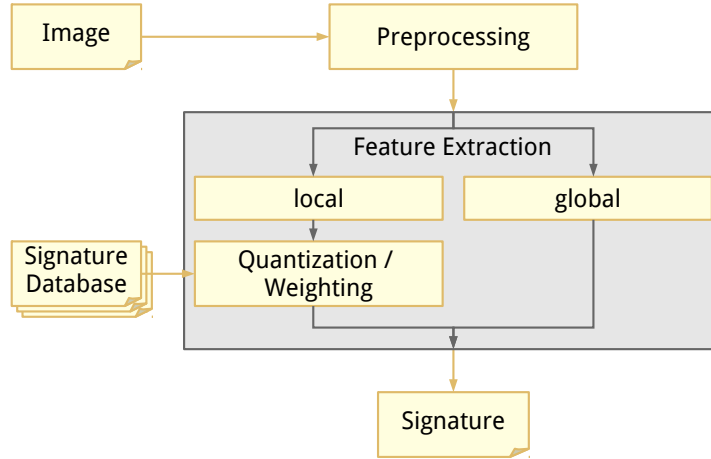 Image
Preprocessing
Feature Extraction
local
global
Signature
Database
Quantization /
Weighting
Signature